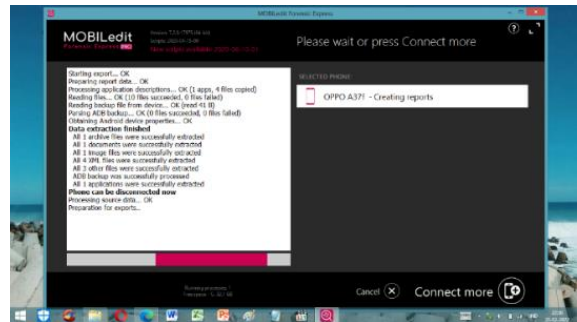 MOBILedit Forensic Express
MOBILedit
Forensic Express PRO
Please wait or press Connect more
Starting export... OK
Preparing report data... OK
Processing application descriptions... OK (1 apps, 4 files copied)
Reading files... OK (10 files succeeded, 0 files failed)
Reading backup file from device... OK (read 41 B)
Parsing ADB backup... OK (0 files succeeded, 0 files failed)
Obtaining Android device properties... OK
Data extraction finished
All 1 archive files were successfully extracted
All 1 documents were successfully extracted
All 1 image files were successfully extracted
All 4 XML files were successfully extracted
All 3 other files were successfully extracted
ADB backup was successfully processed
All 1 applications were successfully extracted
Phone can be disconnected now
Processing source data... OK
Preparation for exports...
SELECTED PHONE:
OPPO A37f - Creating reports
Cancel
Connect more